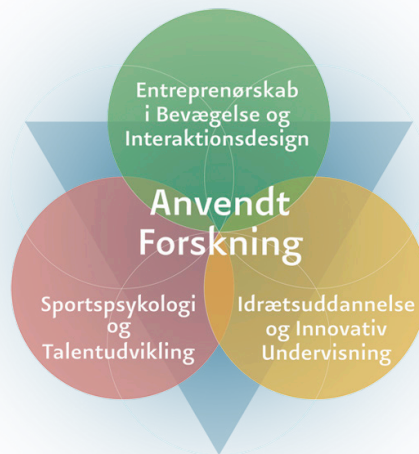 Entreprenørskab
i Bevægelse og
Interaktionsdesign
Anvendt
Forskning
Sportspsykologi
og
Talentudvikling
Idrætsuddannelse
og Innovativ
Undervisning